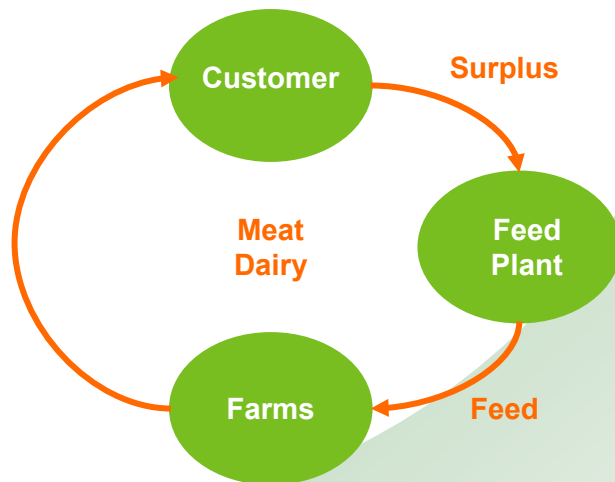 Customer
Surplus
Meat
Dairy
Feed
Plant
Farms
Feed